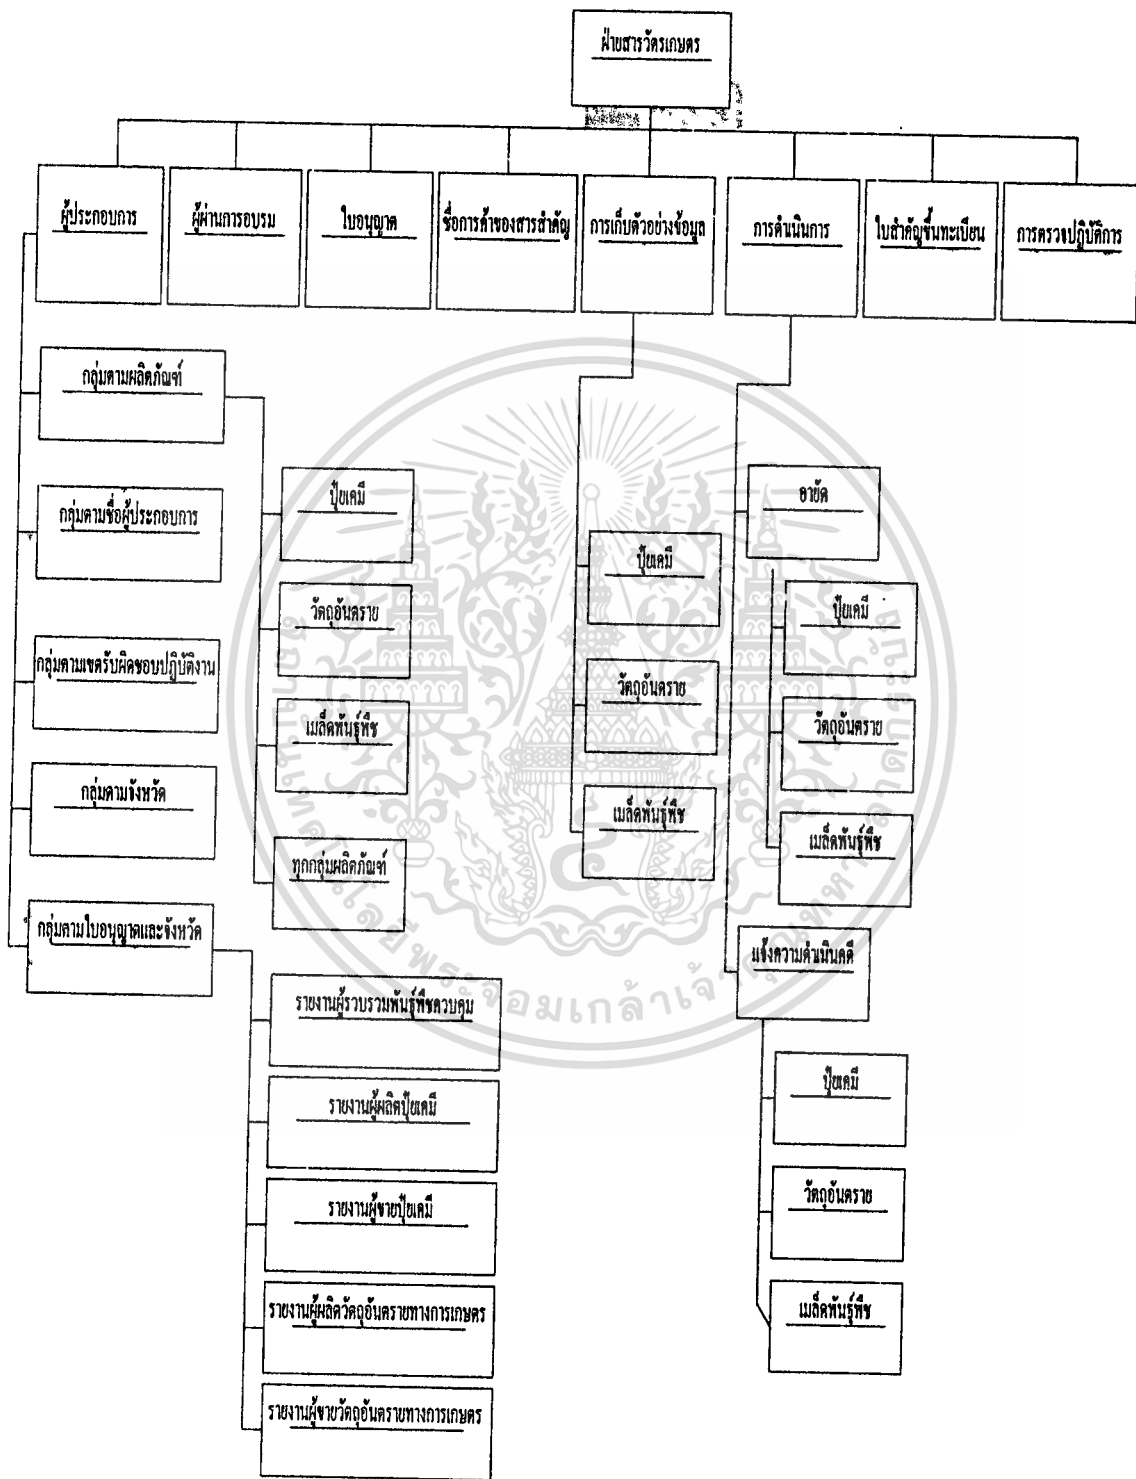 ฝ่ายสารวัตรเกษตร
ผู้ประกอบการ
ผู้ผ่านการอบรม
ใบอนุญาต
ชื่อการค้าของสารสำคัญ
การเก็บตัวอย่างข้อมูล
การดำเนินการ
ใบสำคัญขึ้นทะเบียน
การตรวจปฏิบัติการ
กลุ่มตามผลิตภัณฑ์
ปุ๋ยเคมี
วัตถุอันตราย
เมล็ดพันธุ์พืช
ทุกกลุ่มผลิตภัณฑ์
กลุ่มตามชื่อผู้ประกอบการ
กลุ่มตามเขตรับผิดชอบปฏิบัติงาน
กลุ่มตามจังหวัด
กลุ่มตามใบอนุญาตและจังหวัด
รายงานผู้รวบรวมพันธุ์พืชควบคุม
รายงานผู้ผลิตปุ๋ยเคมี
รายงานผู้ขายปุ๋ยเคมี
รายงานผู้ผลิตวัตถุอันตรายทางการเกษตร
รายงานผู้ขายวัตถุอันตรายทางการเกษตร
ปุ๋ยเคมี
วัตถุอันตราย
เมล็ดพันธุ์พืช
อายัด
ปุ๋ยเคมี
วัตถุอันตราย
เมล็ดพันธุ์พืช
แจ้งความดำเนินคดี
ปุ๋ยเคมี
วัตถุอันตราย
เมล็ดพันธุ์พืช